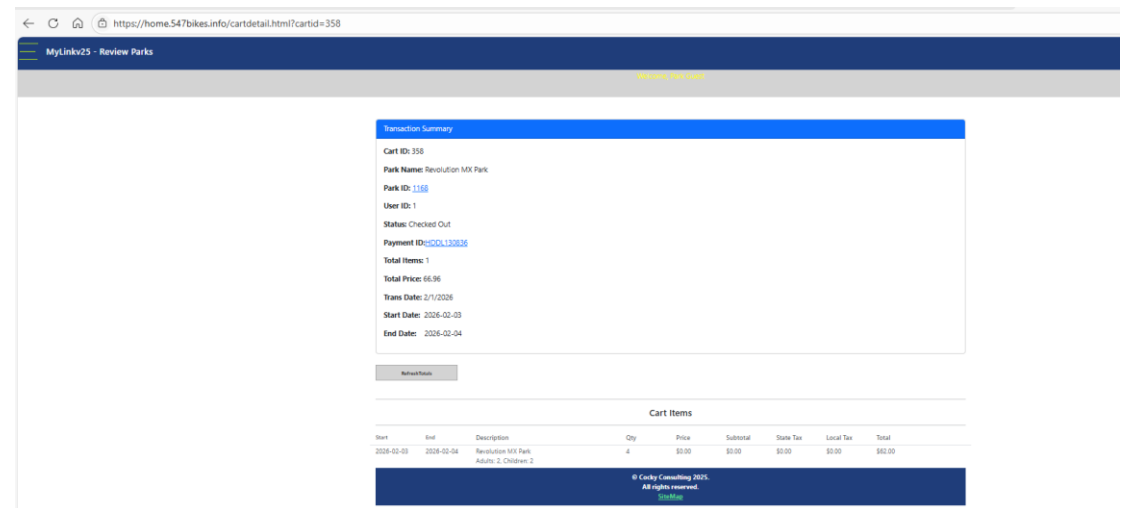 https://home.547bikes.info/cartdetail.html?cartid=358
MyLinkv25 - Review Parks
Welcome, Park Guest
Transaction Summary
Cart ID: 358
Park Name: Revolution MX Park
Park ID: 1168
User ID: 1
Status: Checked Out
Payment ID:HODL130836
Total Items: 1
Total Price: 66.96
Trans Date: 2/1/2026
Start Date: 2026-02-03
End Date: 2026-02-04
RefreshTotals
Cart Items
Start End Description Qty Price Subtotal State Tax Local Tax Total
2026-02-03 2026-02-04 Revolution MX Park 4 $0.00 $0.00 $0.00 $0.00 $62.00
Adults: 2, Children: 2
© Cocky Consulting 2025.
All rights reserved.
SiteMap